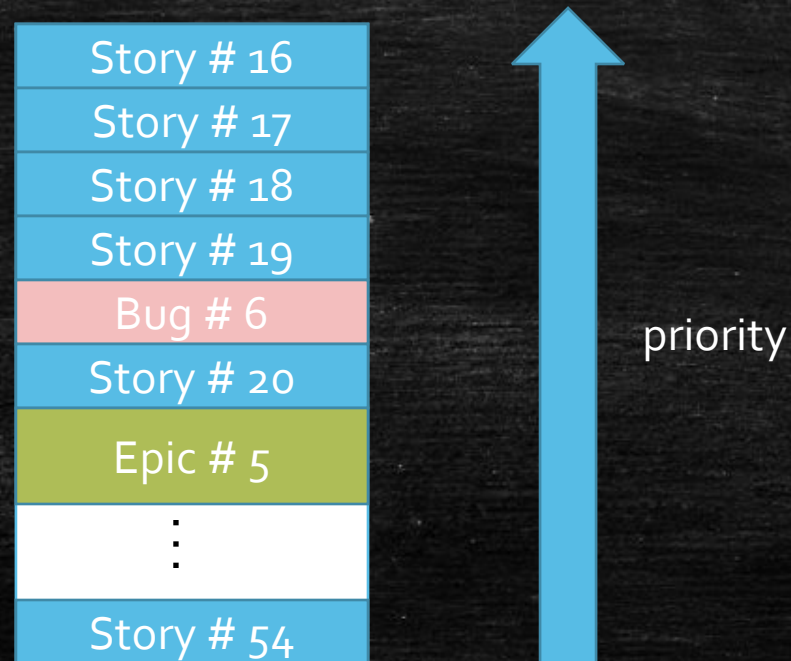 Story # 16
Story # 17
Story # 18
Story # 19
Bug # 6
Story # 20
Epic # 5
⋮
Story # 54
priority